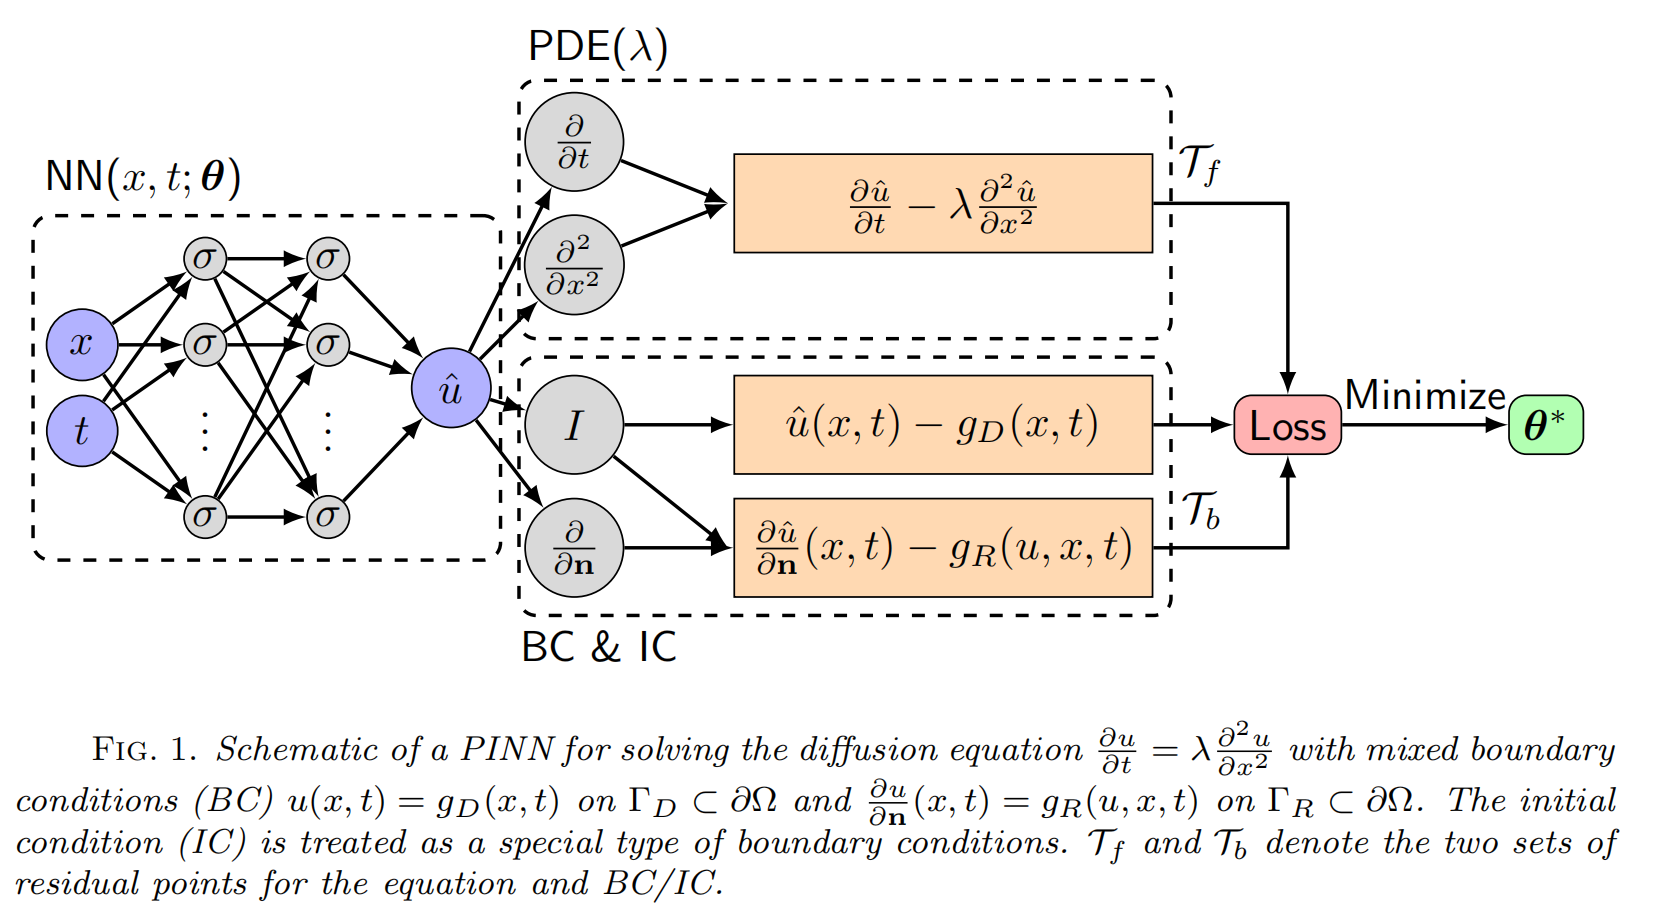 PDE(λ)
NN(x, t; θ)
x
t
σ
σ
⋮
σ
σ
σ
⋮
σ
û
∂/∂t
∂²/∂x²
∂û/∂t − λ ∂²û/∂x²
𝒯_f
I
û(x, t) − g_D(x, t)
∂/∂n
∂û/∂n(x, t) − g_R(u, x, t)
𝒯_b
BC & IC
Loss
Minimize
θ*
FIG. 1. Schematic of a PINN for solving the diffusion equation ∂u/∂t = λ ∂²u/∂x² with mixed boundary
conditions (BC) u(x, t) = g_D(x, t) on Γ_D ⊂ ∂Ω and ∂u/∂n(x, t) = g_R(u, x, t) on Γ_R ⊂ ∂Ω. The initial
condition (IC) is treated as a special type of boundary conditions. 𝒯_f and 𝒯_b denote the two sets of
residual points for the equation and BC/IC.